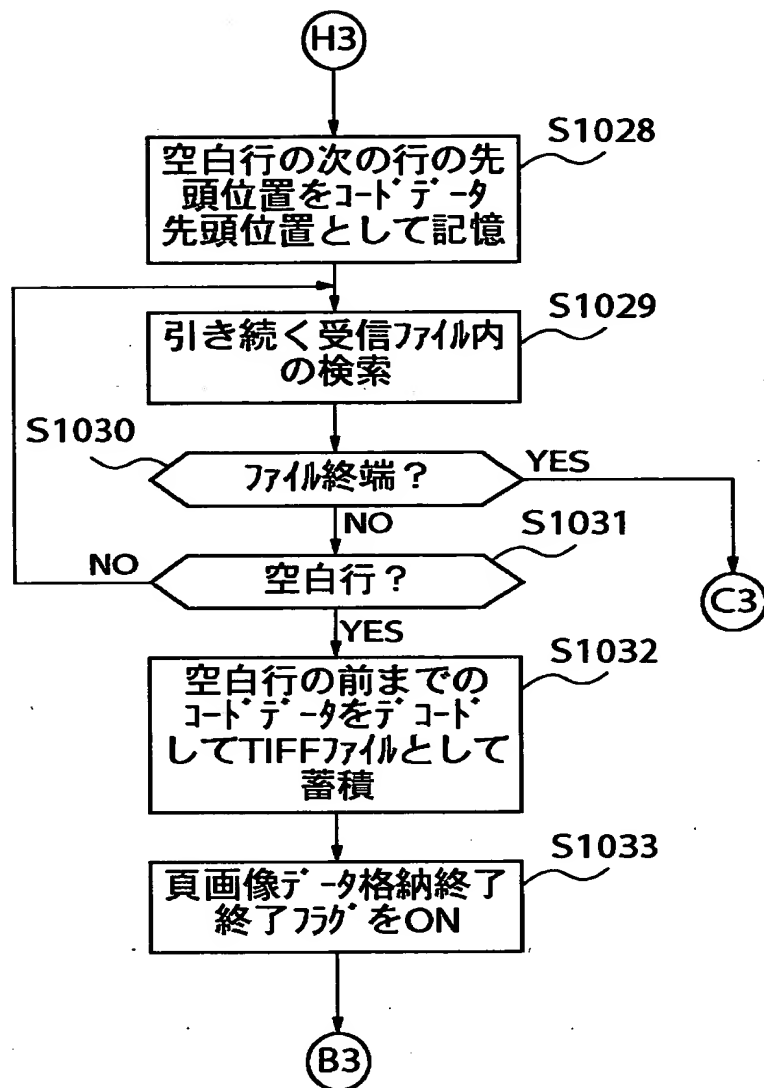 H3
S1028
空白行の次の行の先
頭位置をｺｰﾄﾞﾃﾞｰﾀ
先頭位置として記憶
S1029
引き続く受信ﾌｧｲﾙ内
の検索
S1030
ﾌｧｲﾙ終端？
YES
NO
S1031
空白行？
NO
C3
YES
S1032
空白行の前までの
ｺｰﾄﾞﾃﾞｰﾀをﾃﾞｺｰﾄﾞ
してTIFFﾌｧｲﾙとして
蓄積
S1033
頁画像ﾃﾞｰﾀ格納終了
終了ﾌﾗｸﾞをON
B3